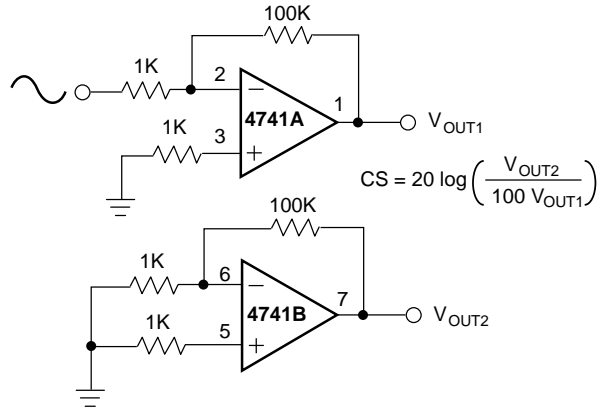 100K
1K
2
−
4741A
1
V_OUT1
1K
3
+
CS = 20 log( V_OUT2 / 100 V_OUT1 )
100K
1K
6
−
4741B
7
V_OUT2
1K
5
+